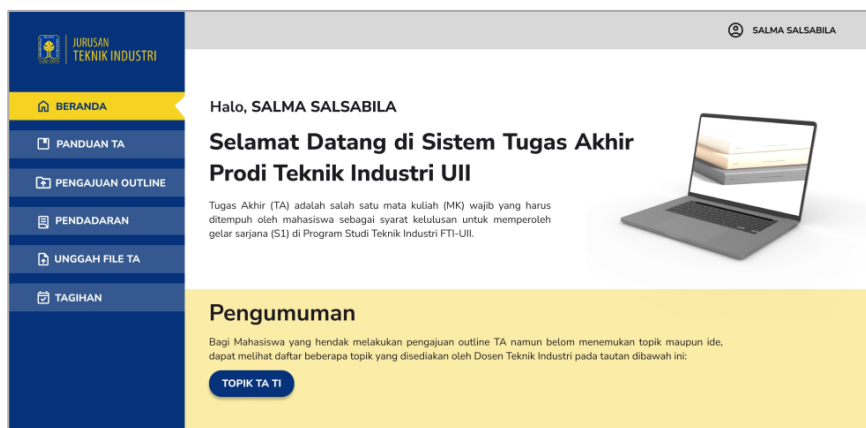 JURUSAN
TEKNIK INDUSTRI
SALMA SALSABILA
BERANDA
PANDUAN TA
PENGAJUAN OUTLINE
PENDADARAN
UNGGAH FILE TA
TAGIHAN
Halo, SALMA SALSABILA
Selamat Datang di Sistem Tugas Akhir
Prodi Teknik Industri UII
Tugas Akhir (TA) adalah salah satu mata kuliah (MK) wajib yang harus
ditempuh oleh mahasiswa sebagai syarat kelulusan untuk memperoleh
gelar sarjana (S1) di Program Studi Teknik Industri FTI-UII.
Pengumuman
Bagi Mahasiswa yang hendak melakukan pengajuan outline TA namun belom menemukan topik maupun ide,
dapat melihat daftar beberapa topik yang disediakan oleh Dosen Teknik Industri pada tautan dibawah ini:
TOPIK TA TI